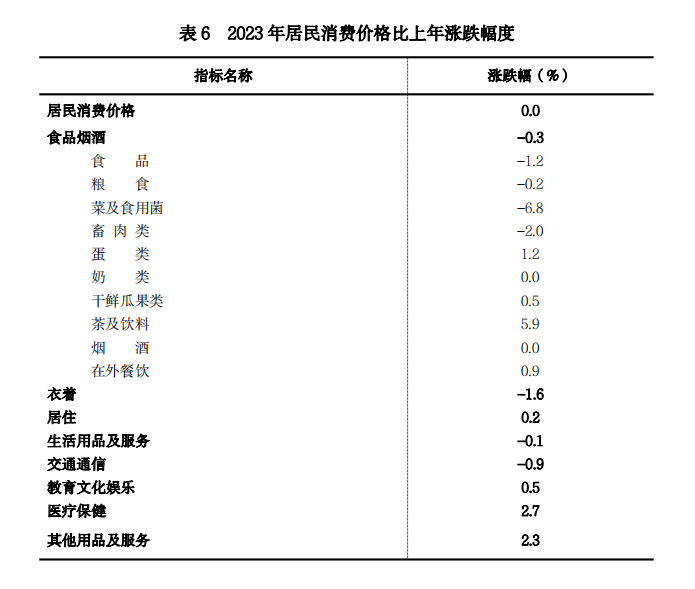 表 6 2023 年居民消费价格比上年涨跌幅度
指标名称 涨跌幅（%）
居民消费价格 0.0
食品烟酒 -0.3
食 品 -1.2
粮 食 -0.2
菜及食用菌 -6.8
畜 肉 类 -2.0
蛋 类 1.2
奶 类 0.0
干鲜瓜果类 0.5
茶及饮料 5.9
烟 酒 0.0
在外餐饮 0.9
衣着 -1.6
居住 0.2
生活用品及服务 -0.1
交通通信 -0.9
教育文化娱乐 0.5
医疗保健 2.7
其他用品及服务 2.3